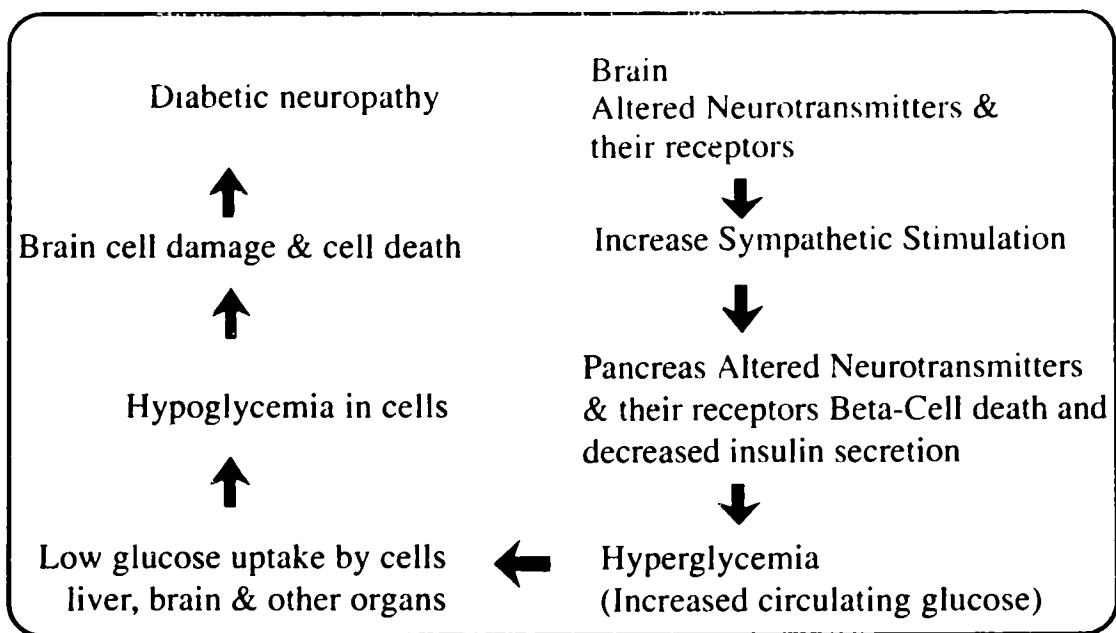 Brain
Altered Neurotransmitters &
their receptors
Increase Sympathetic Stimulation
Pancreas Altered Neurotransmitters
& their receptors Beta-Cell death and
decreased insulin secretion
Hyperglycemia
(Increased circulating glucose)
Low glucose uptake by cells
liver, brain & other organs
Hypoglycemia in cells
Brain cell damage & cell death
Diabetic neuropathy